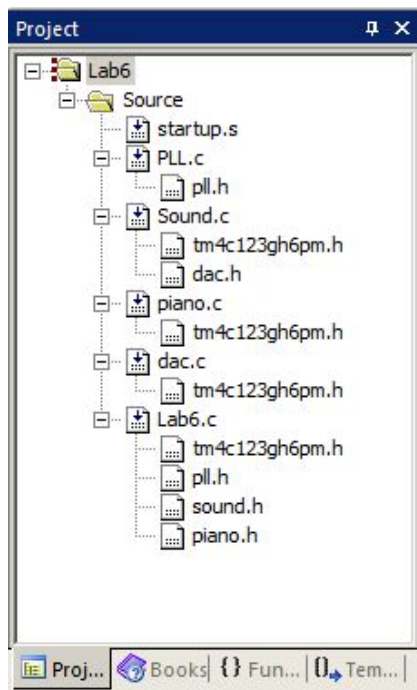 Project
Lab6
Source
startup.s
PLL.c
pll.h
Sound.c
tm4c123gh6pm.h
dac.h
piano.c
tm4c123gh6pm.h
dac.c
tm4c123gh6pm.h
Lab6.c
tm4c123gh6pm.h
pll.h
sound.h
piano.h
Proj... Books {} Fun... 0 Tem...